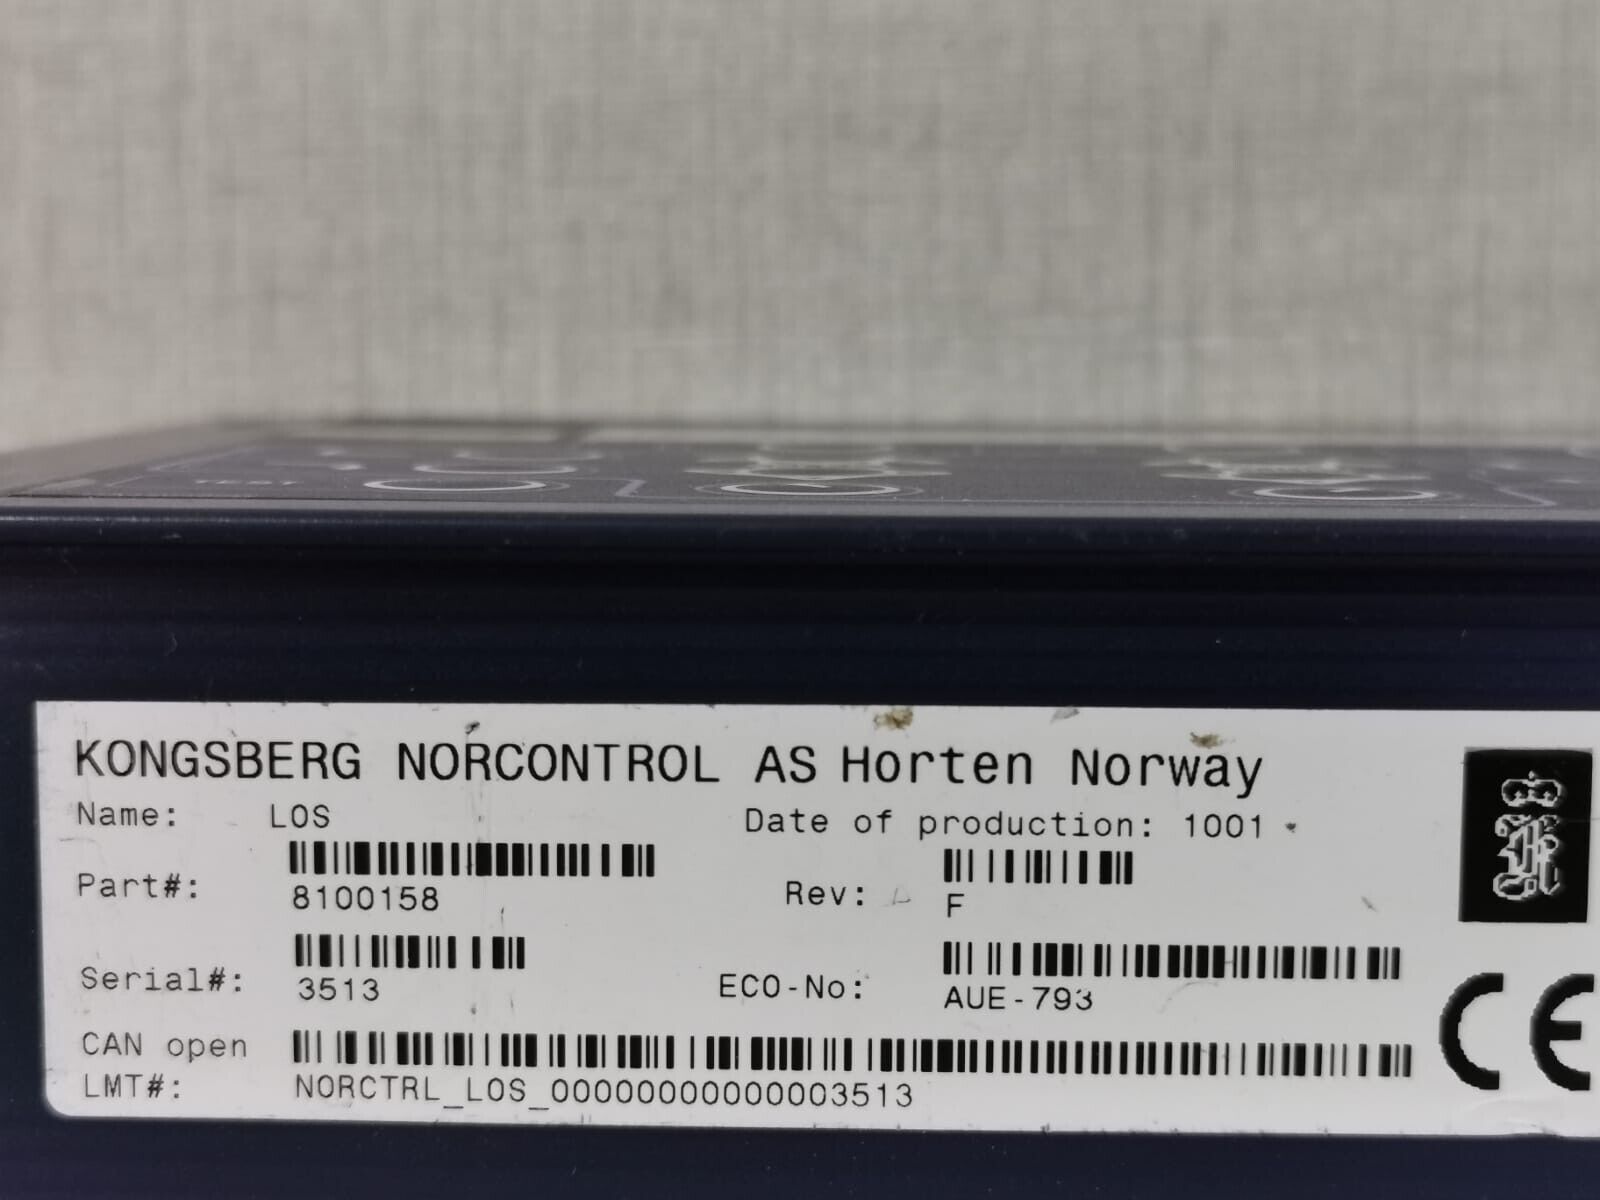 TEST
KONGSBERG NORCONTROL AS Horten Norway
Name: LOS Date of production: 1001
Part#: 8100158 Rev: F
Serial#: 3513 ECO-No: AUE-793
CAN open
LMT#: NORCTRL_LOS_00000000000003513
CE